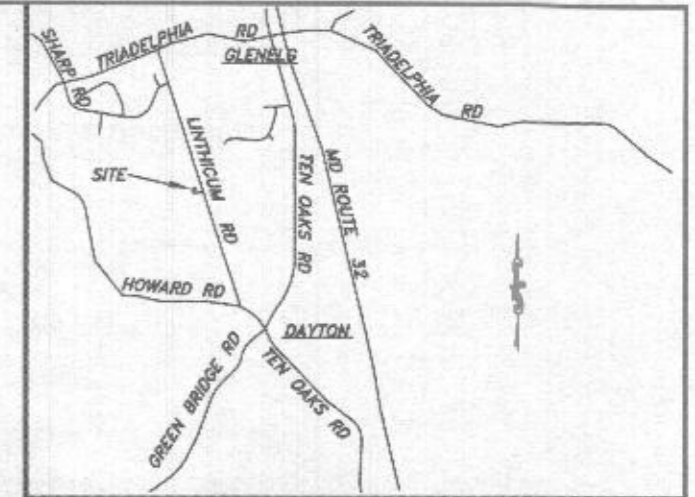 SHARP RD
TRIADELPHIA RD
GLENELG
TRIADELPHIA RD
LINTHICUM RD
SITE
TEN OAKS RD
MD ROUTE 32
HOWARD RD
DAYTON
GREEN BRIDGE RD
TEN OAKS RD